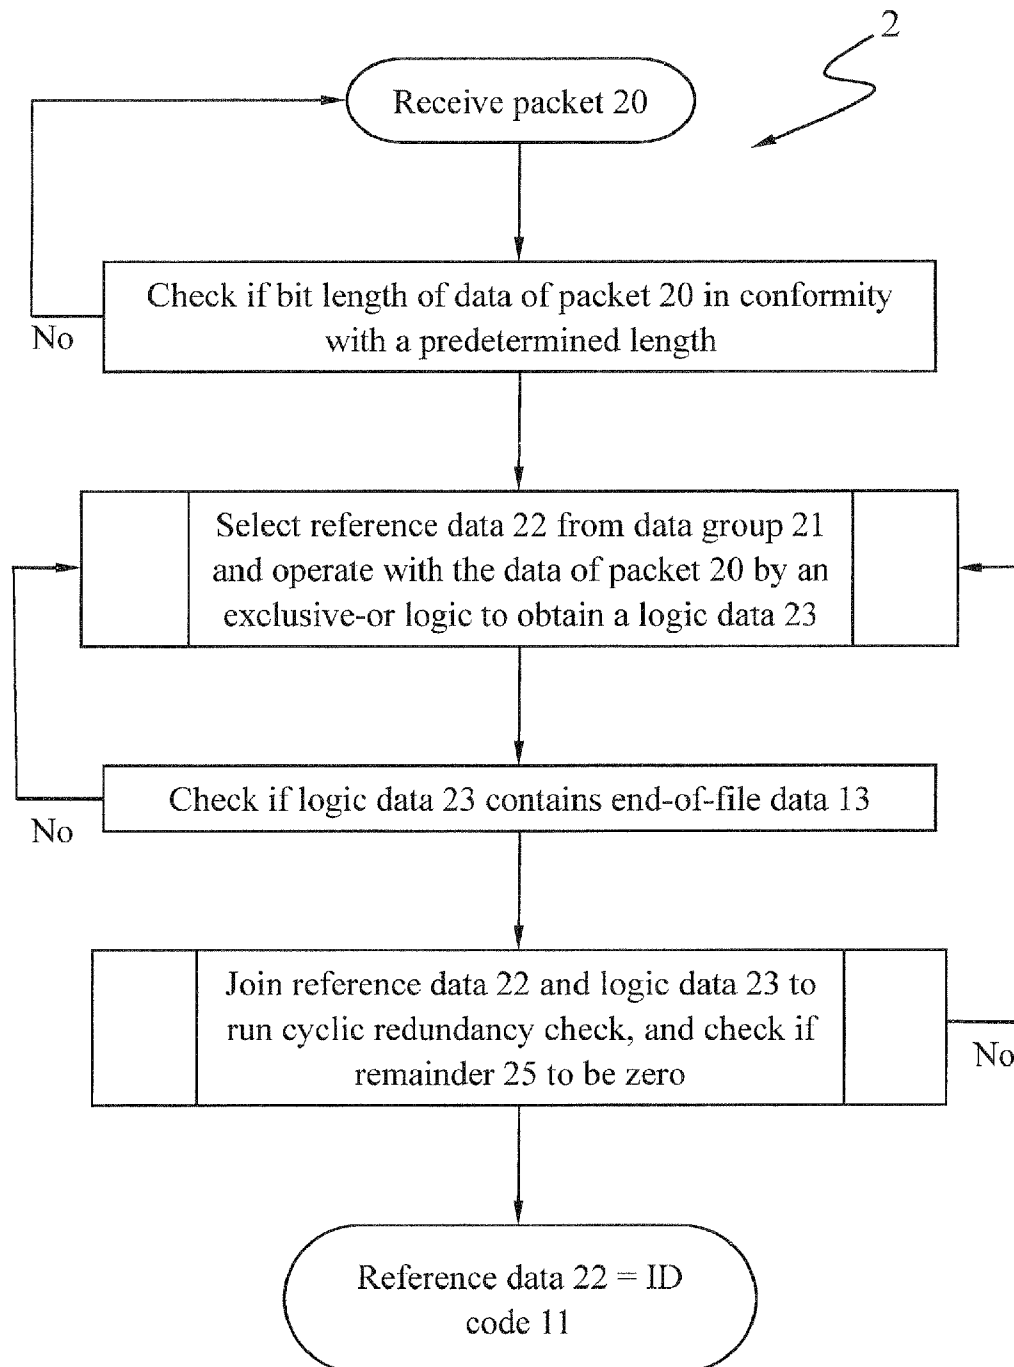 2
Receive packet 20
Check if bit length of data of packet 20 in conformity
with a predetermined length
No
Select reference data 22 from data group 21
and operate with the data of packet 20 by an
exclusive-or logic to obtain a logic data 23
Check if logic data 23 contains end-of-file data 13
No
Join reference data 22 and logic data 23 to
run cyclic redundancy check, and check if
remainder 25 to be zero
No
Reference data 22 = ID
code 11